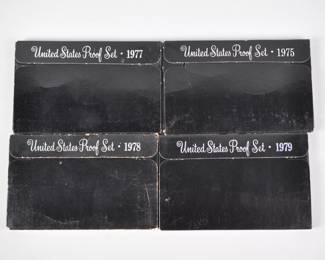 United States Proof Set · 1977
United States Proof Set · 1975
United States Proof Set · 1978
United States Proof Set · 1979